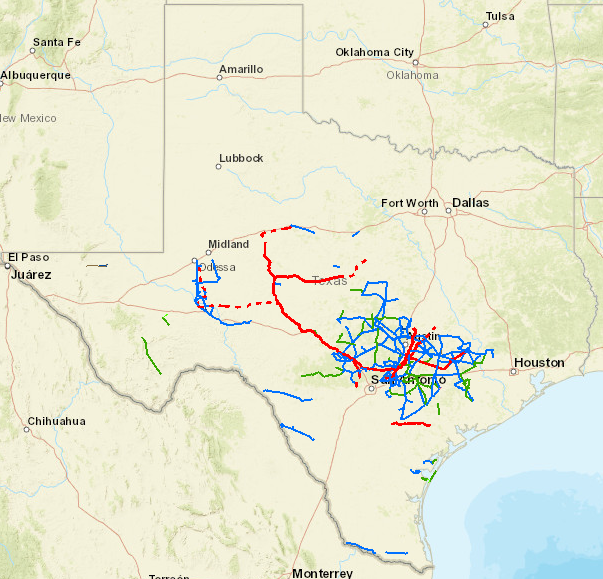 Tulsa
Santa Fe
Oklahoma City
Amarillo
Albuquerque
Oklahoma
New Mexico
Lubbock
Fort Worth
Dallas
Midland
El Paso
Odessa
Juárez
Texas
Austin
Houston
San Antonio
Chihuahua
Monterrey
Torreón